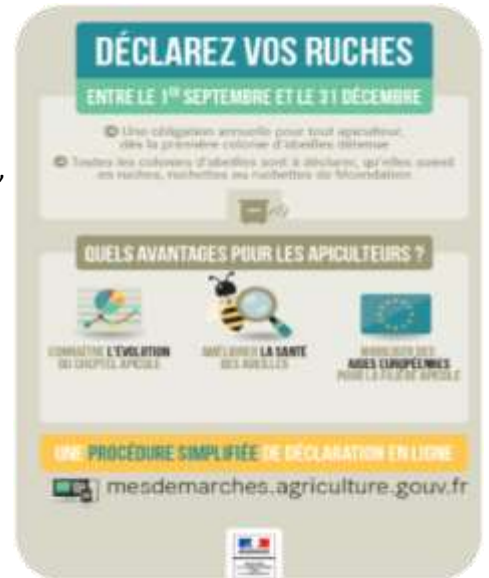 DÉCLAREZ VOS RUCHES
ENTRE LE 1ER SEPTEMBRE ET LE 31 DÉCEMBRE
Une obligation annuelle pour tout apiculteur,
dès la première colonie d'abeilles détenue
Toutes les colonies d'abeilles sont à déclarer, qu'elles soient
en ruches, ruchettes ou ruchettes de fécondation
QUELS AVANTAGES POUR LES APICULTEURS ?
CONNAÎTRE L'ÉVOLUTION
DU CHEPTEL APICOLE
AMÉLIORER LA SANTÉ
DES ABEILLES
MOBILISER DES
AIDES EUROPÉENNES
POUR LA FILIÈRE APICOLE
UNE PROCÉDURE SIMPLIFIÉE DE DÉCLARATION EN LIGNE
mesdemarches.agriculture.gouv.fr